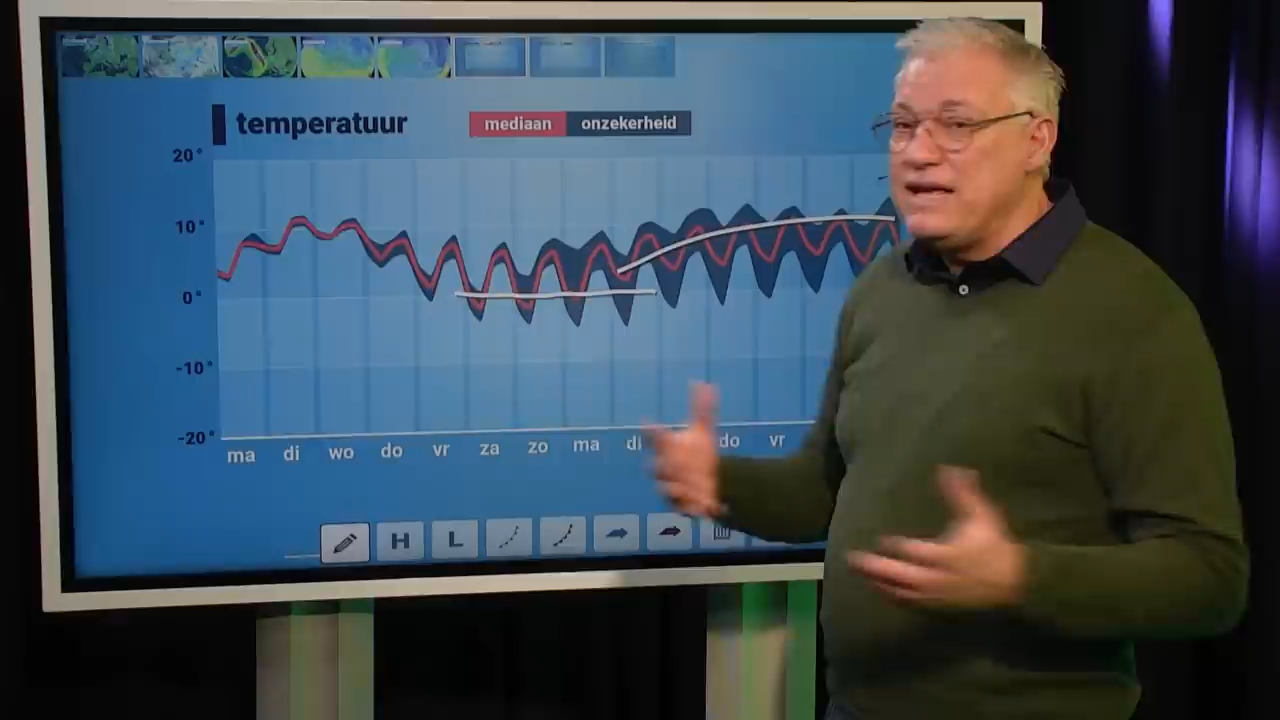 temperatuur
mediaan onzekerheid
20°
10°
0°
-10°
-20°
ma di wo do vr za zo ma di do vr
H L